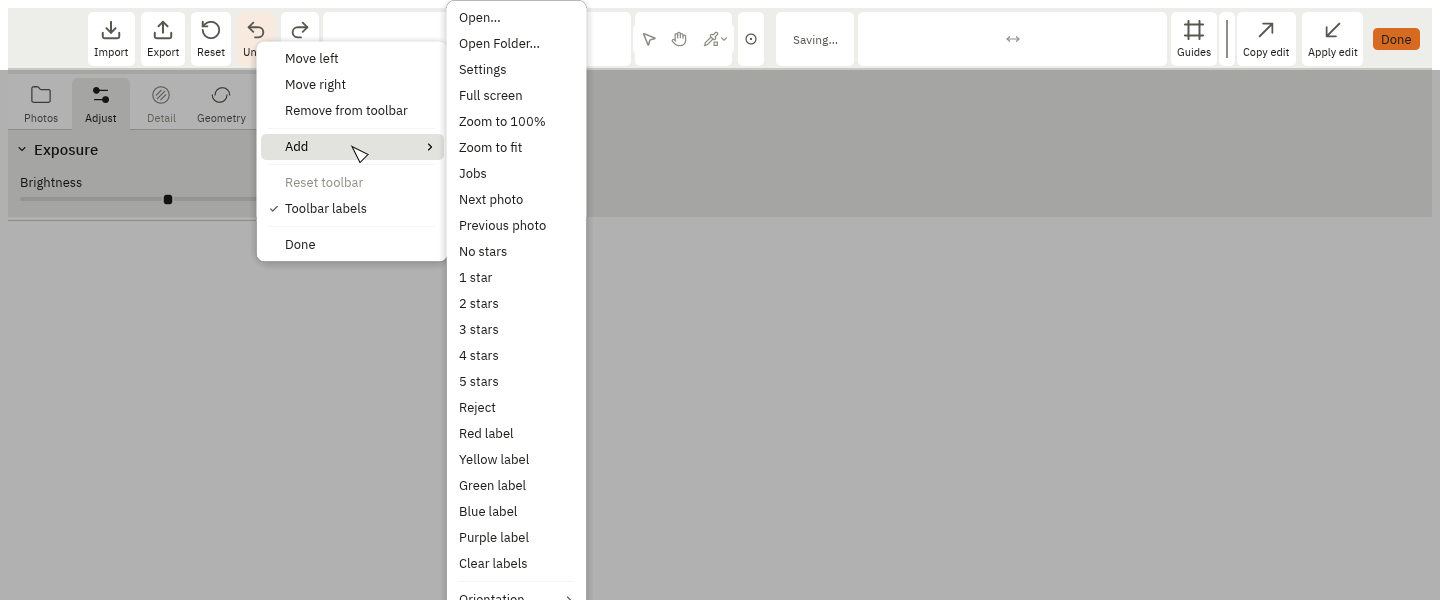 Import
Export
Reset
Saving...
Guides
Copy edit
Apply edit
Done
Photos
Adjust
Detail
Geometry
Exposure
Brightness
Move left
Move right
Remove from toolbar
Add
Reset toolbar
Toolbar labels
Done
Open...
Open Folder...
Settings
Full screen
Zoom to 100%
Zoom to fit
Jobs
Next photo
Previous photo
No stars
1 star
2 stars
3 stars
4 stars
5 stars
Reject
Red label
Yellow label
Green label
Blue label
Purple label
Clear labels
Orientation